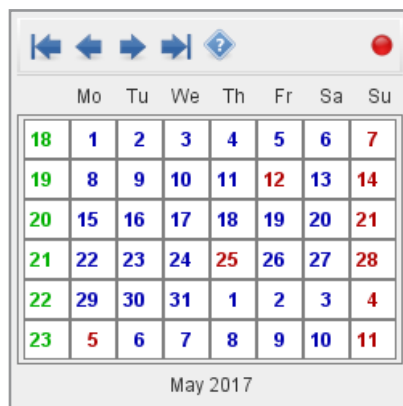 ?
Mo Tu We Th Fr Sa Su
18 1 2 3 4 5 6 7
19 8 9 10 11 12 13 14
20 15 16 17 18 19 20 21
21 22 23 24 25 26 27 28
22 29 30 31 1 2 3 4
23 5 6 7 8 9 10 11
May 2017